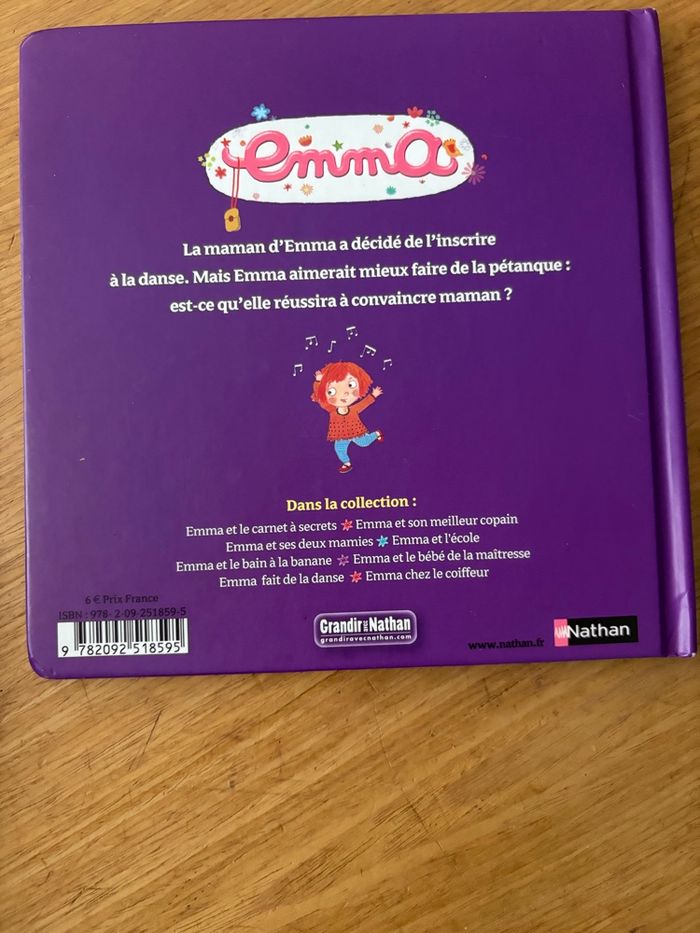 emma
La maman d'Emma a décidé de l'inscrire
à la danse. Mais Emma aimerait mieux faire de la pétanque :
est-ce qu'elle réussira à convaincre maman ?
Dans la collection :
Emma et le carnet à secrets Emma et son meilleur copain
Emma et ses deux mamies Emma et l'école
Emma et le bain à la banane Emma et le bébé de la maîtresse
Emma fait de la danse Emma chez le coiffeur
6 € Prix France
ISBN : 978- 2-09-251859-5
9 782092 518595
Grandir avec Nathan
grandiravecnathan.com
www.nathan.fr
Nathan